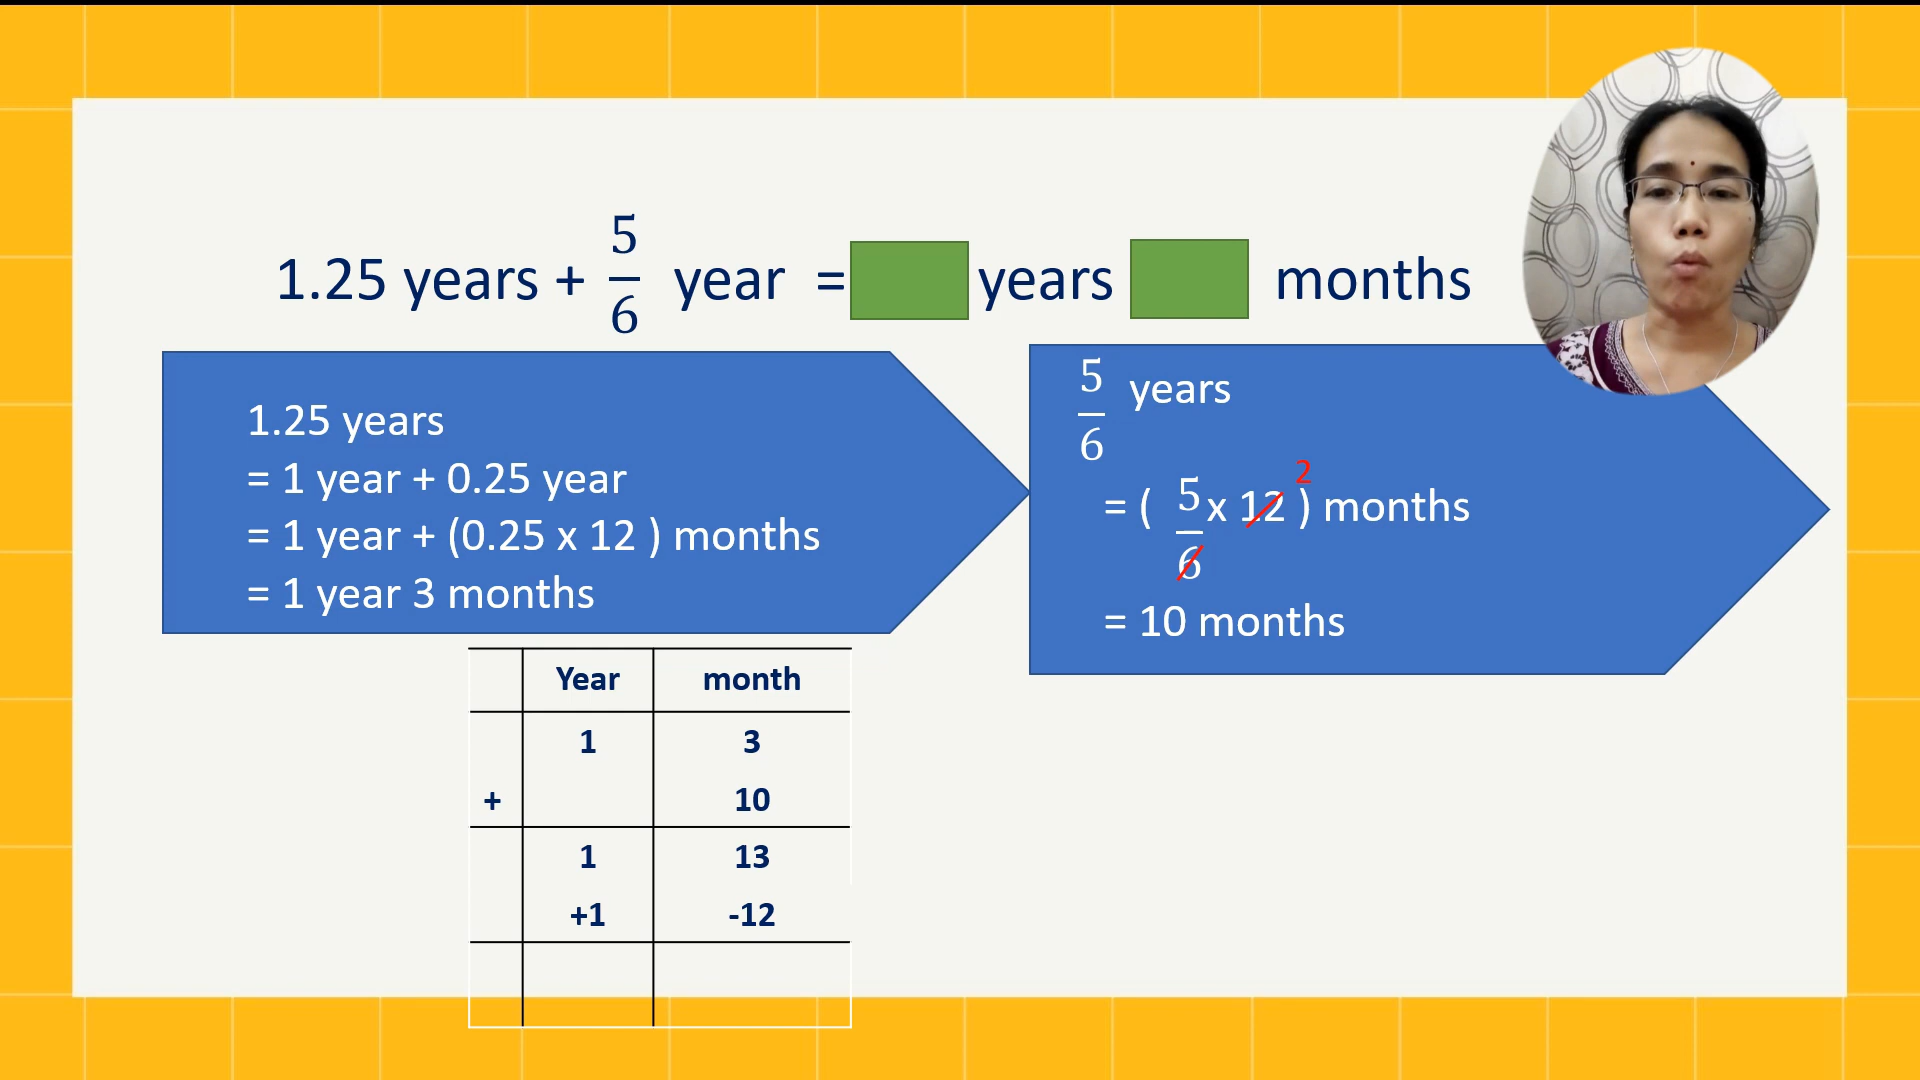 1.25 years + 5/6 year = years months
1.25 years
= 1 year + 0.25 year
= 1 year + (0.25 x 12 ) months
= 1 year 3 months
5/6 years
2
= ( 5/6 x 12 ) months
= 10 months
Year month
1 3
+ 10
1 13
+1 -12